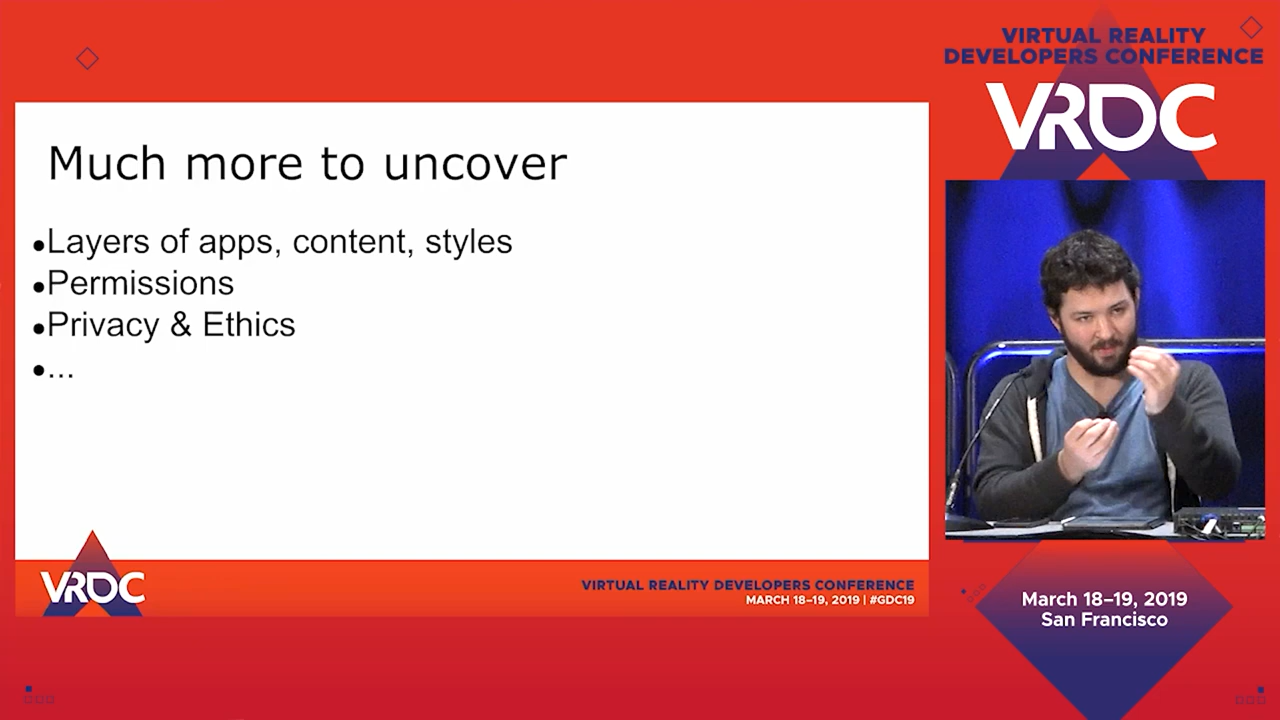 Much more to uncover
•Layers of apps, content, styles
•Permissions
•Privacy & Ethics
•...
VRDC
VIRTUAL REALITY DEVELOPERS CONFERENCE
MARCH 18–19, 2019 | #GDC19
VIRTUAL REALITY
DEVELOPERS CONFERENCE
VRDC
March 18–19, 2019
San Francisco